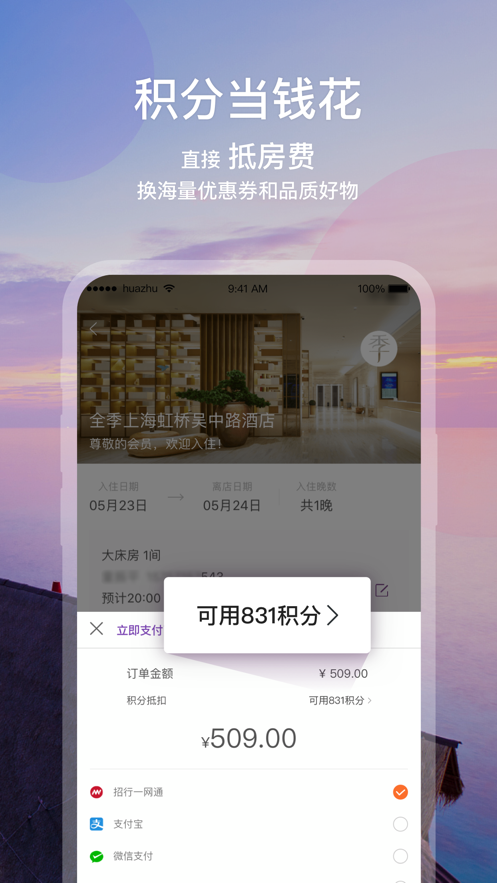 积分当钱花
直接 抵房费
换海量优惠券和品质好物
huazhu 9:41 AM 100%
季
全季上海虹桥吴中路酒店
尊敬的会员，欢迎入住！
入住日期 离店日期 入住晚数
05月23日 05月24日 共1晚
大床房 1间
预计20:00
可用831积分
立即支付
订单金额 ¥ 509.00
积分抵扣 可用831积分
¥509.00
招行一网通
支付宝
微信支付